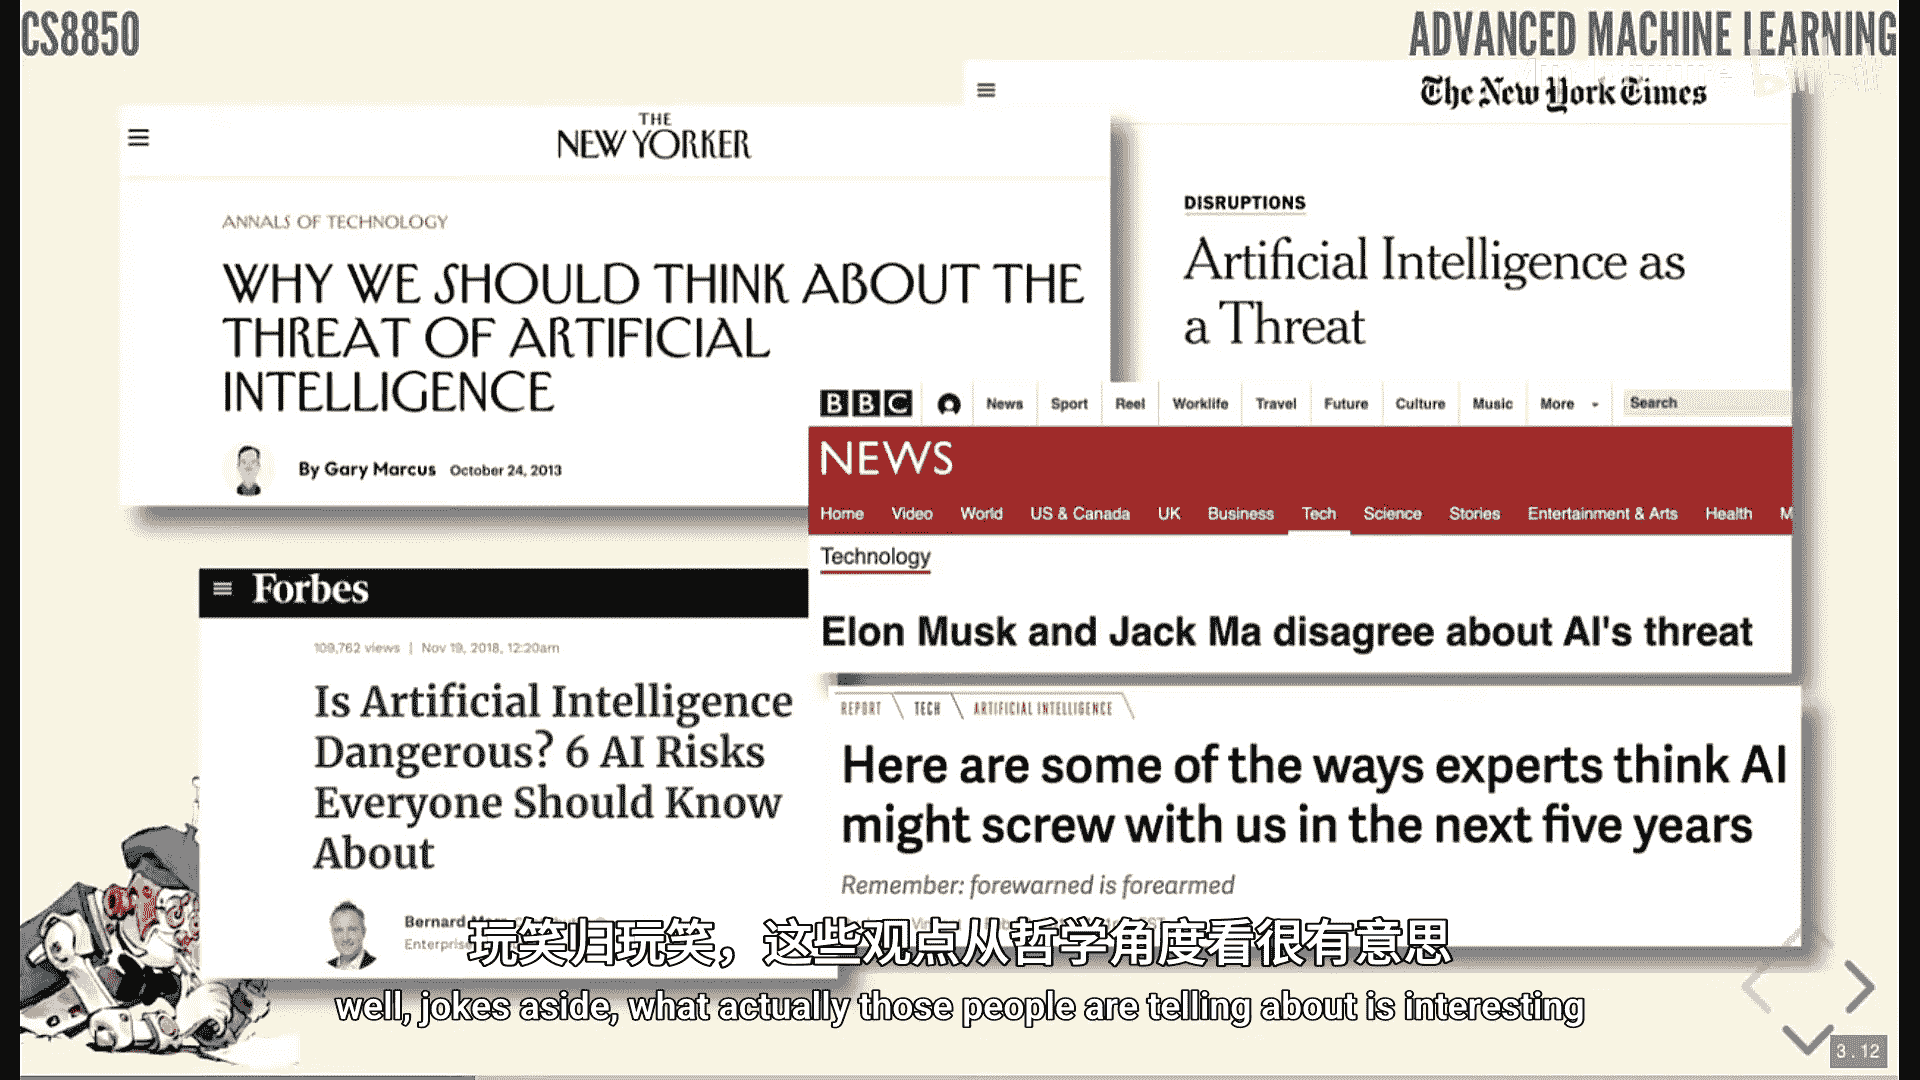 CS8850
ADVANCED MACHINE LEARNING
THE
NEW YORKER
ANNALS OF TECHNOLOGY
WHY WE SHOULD THINK ABOUT THE
THREAT OF ARTIFICIAL
INTELLIGENCE
By Gary Marcus October 24, 2013
The New York Times
DISRUPTIONS
Artificial Intelligence as
a Threat
BBC News Sport Reel Worklife Travel Future Culture Music More Search
NEWS
Home Video World US & Canada UK Business Tech Science Stories Entertainment & Arts Health M
Technology
Elon Musk and Jack Ma disagree about AI's threat
Forbes
109,762 views | Nov 19, 2018, 12:20am
Is Artificial Intelligence
Dangerous? 6 AI Risks
Everyone Should Know
About
Bernard
Enterprise
REPORT TECH ARTIFICIAL INTELLIGENCE
Here are some of the ways experts think AI
might screw with us in the next five years
Remember: forewarned is forearmed
玩笑归玩笑，这些观点从哲学角度看很有意思
well, jokes aside, what actually those people are telling about is interesting
3.12